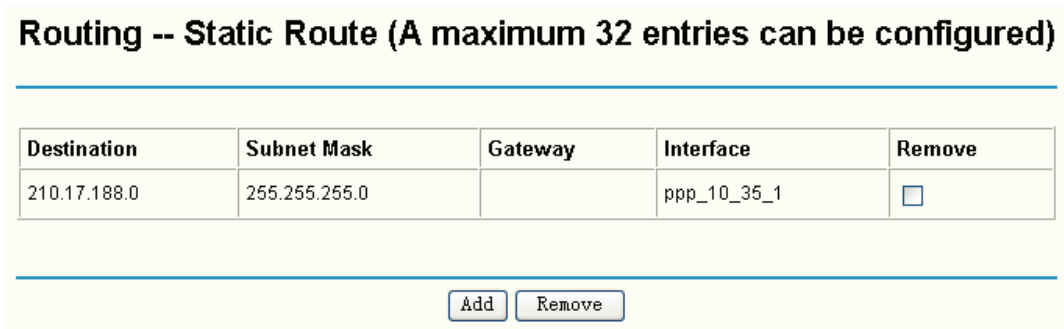 Routing -- Static Route (A maximum 32 entries can be configured)
Destination Subnet Mask Gateway Interface Remove
210.17.188.0 255.255.255.0 ppp_10_35_1
Add Remove